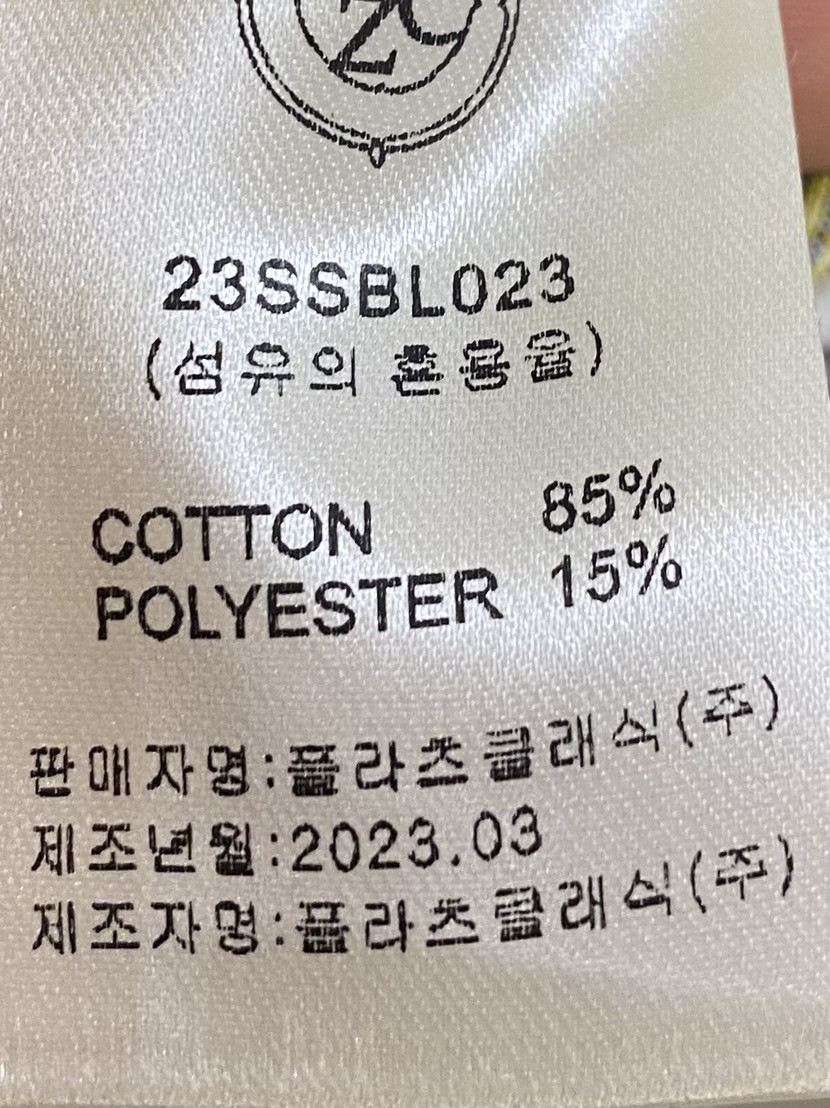 23SSBL023
(섬유의 혼용율)
COTTON 85%
POLYESTER 15%
판매자명:플라츠클래식(주)
제조년월:2023.03
제조자명:플라츠클래식(주)